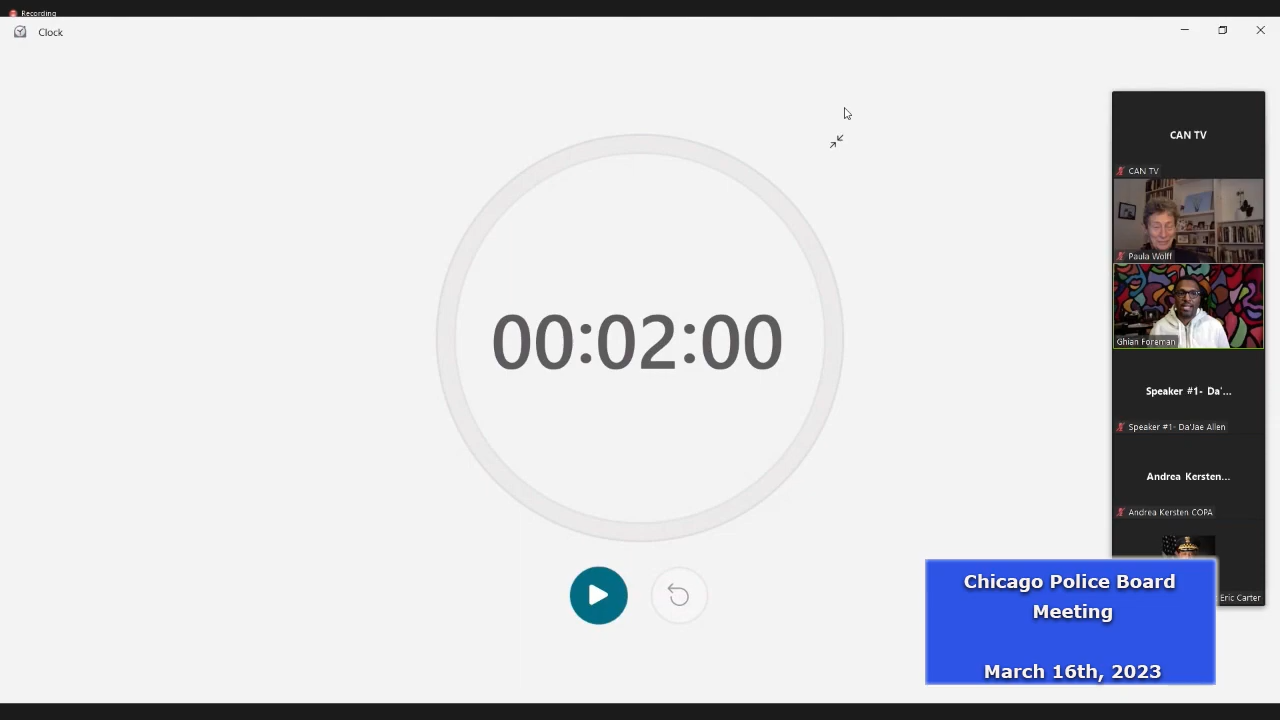 Recording
Clock
00:02:00
CAN TV
CAN TV
Paula Wolff
Ghian Foreman
Speaker #1- Da'...
Speaker #1- Da'Jae Allen
Andrea Kersten...
Andrea Kersten COPA
Eric Carter
Chicago Police Board
Meeting
March 16th, 2023